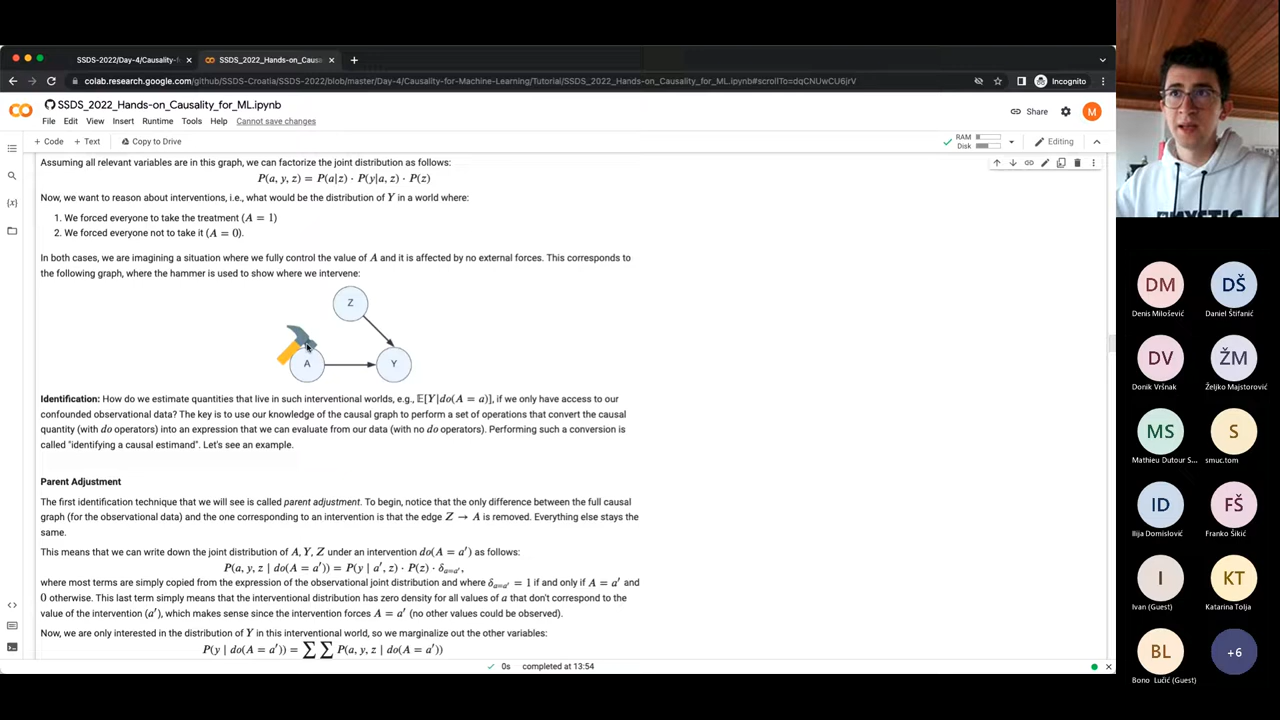 SSDS-2022/Day-4/Causality-f
SSDS_2022_Hands-on_Causa
Incognito
colab.research.google.com/github/SSDS-Croatia/SSDS-2022/blob/master/Day-4/Causality-for-Machine-Learning/Tutorial/SSDS_2022_Hands-on_Causality_for_ML.ipynb#scrollTo=dqCNUwCU6jrV
SSDS_2022_Hands-on_Causality_for_ML.ipynb
Share
M
File Edit View Insert Runtime Tools Help Cannot save changes
+ Code + Text Copy to Drive
RAM
Disk
Editing
Assuming all relevant variables are in this graph, we can factorize the joint distribution as follows:
P(a, y, z) = P(a|z) · P(y|a, z) · P(z)
Now, we want to reason about interventions, i.e., what would be the distribution of Y in a world where:
1. We forced everyone to take the treatment (A = 1)
2. We forced everyone not to take it (A = 0).
In both cases, we are imagining a situation where we fully control the value of A and it is affected by no external forces. This corresponds to
the following graph, where the hammer is used to show where we intervene:
Z
A
Y
Identification: How do we estimate quantities that live in such interventional worlds, e.g., 𝔼[Y|do(A = a)], if we only have access to our
confounded observational data? The key is to use our knowledge of the causal graph to perform a set of operations that convert the causal
quantity (with do operators) into an expression that we can evaluate from our data (with no do operators). Performing such a conversion is
called "identifying a causal estimand". Let's see an example.
Parent Adjustment
The first identification technique that we will see is called parent adjustment. To begin, notice that the only difference between the full causal
graph (for the observational data) and the one corresponding to an intervention is that the edge Z → A is removed. Everything else stays the
same.
This means that we can write down the joint distribution of A, Y, Z under an intervention do(A = a′) as follows:
P(a, y, z | do(A = a′)) = P(y | a′, z) · P(z) · δa=a′,
where most terms are simply copied from the expression of the observational joint distribution and where δa=a′ = 1 if and only if A = a′ and
0 otherwise. This last term simply means that the interventional distribution has zero density for all values of a that don't correspond to the
value of the intervention (a′), which makes sense since the intervention forces A = a′ (no other values could be observed).
Now, we are only interested in the distribution of Y in this interventional world, so we marginalize out the other variables:
P(y | do(A = a′)) = ∑ ∑ P(a, y, z | do(A = a′))
0s completed at 13:54
DM
Denis Milošević
DŠ
Daniel Štifanić
DV
Donik Vršnak
ŽM
Željko Majstorović
MS
Mathieu Dutour S...
S
smuc.tom
ID
Ilija Domislović
FŠ
Franko Šikić
I
Ivan (Guest)
KT
Katarina Tolja
BL
Bono Lučić (Guest)
+6